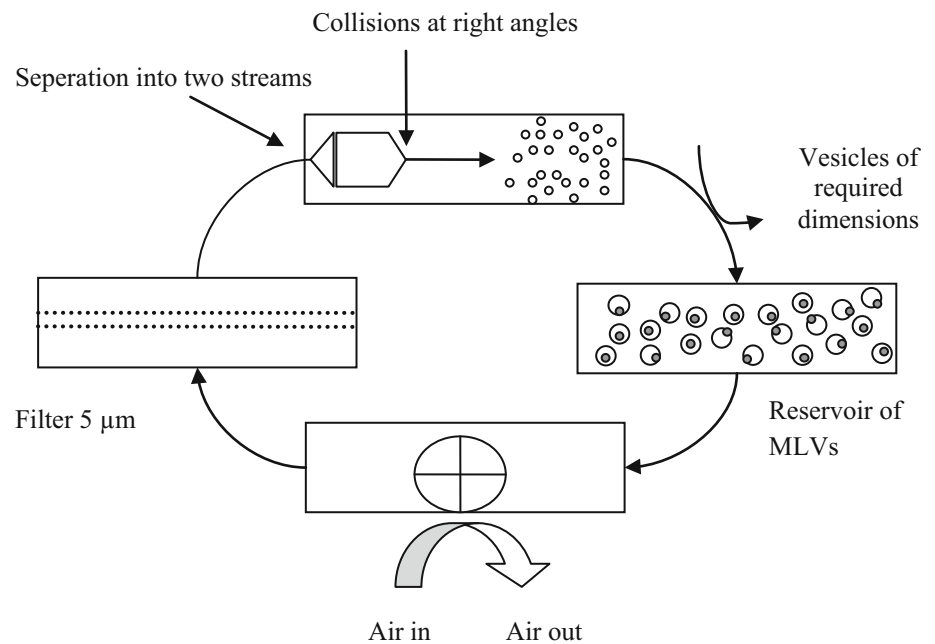 Collisions at right angles
Seperation into two streams
Vesicles of
required
dimensions
Filter 5 µm
Reservoir of
MLVs
Air in
Air out